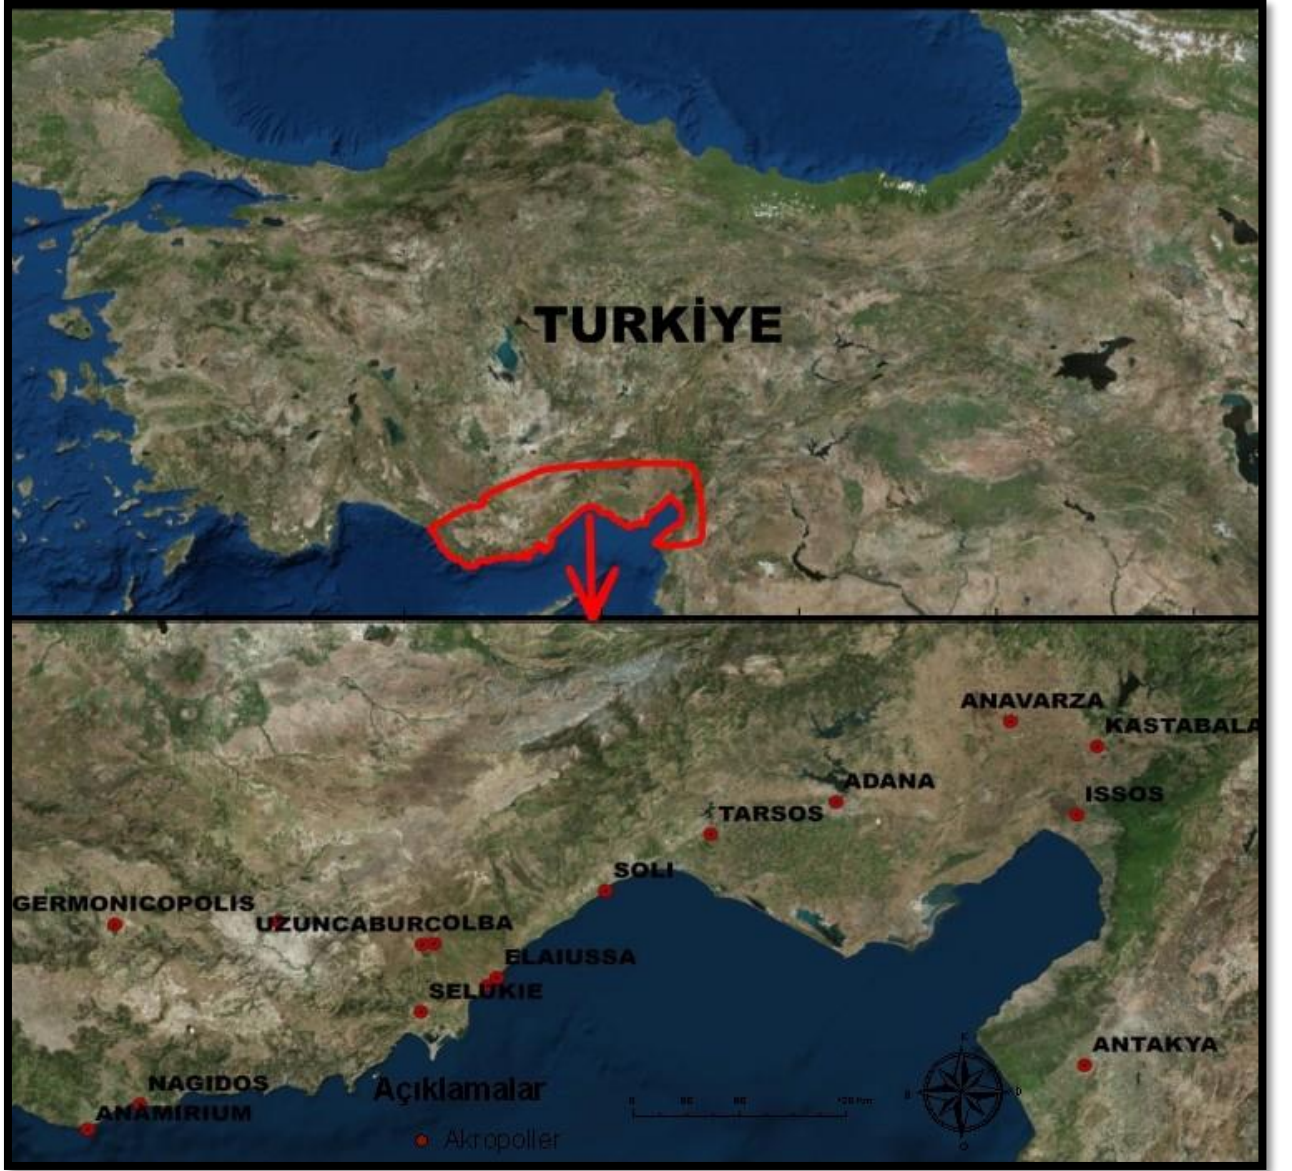 TURKİYE
ANAVARZA
KASTABALA
ADANA
ISSOS
TARSOS
SOLI
GERMONICOPOLIS
UZUNCABURCOLBA
ELAIUSSA
SELUKIE
ANTAKYA
NAGIDOS
Açıklamalar
ANAMIRIUM
Akropoller